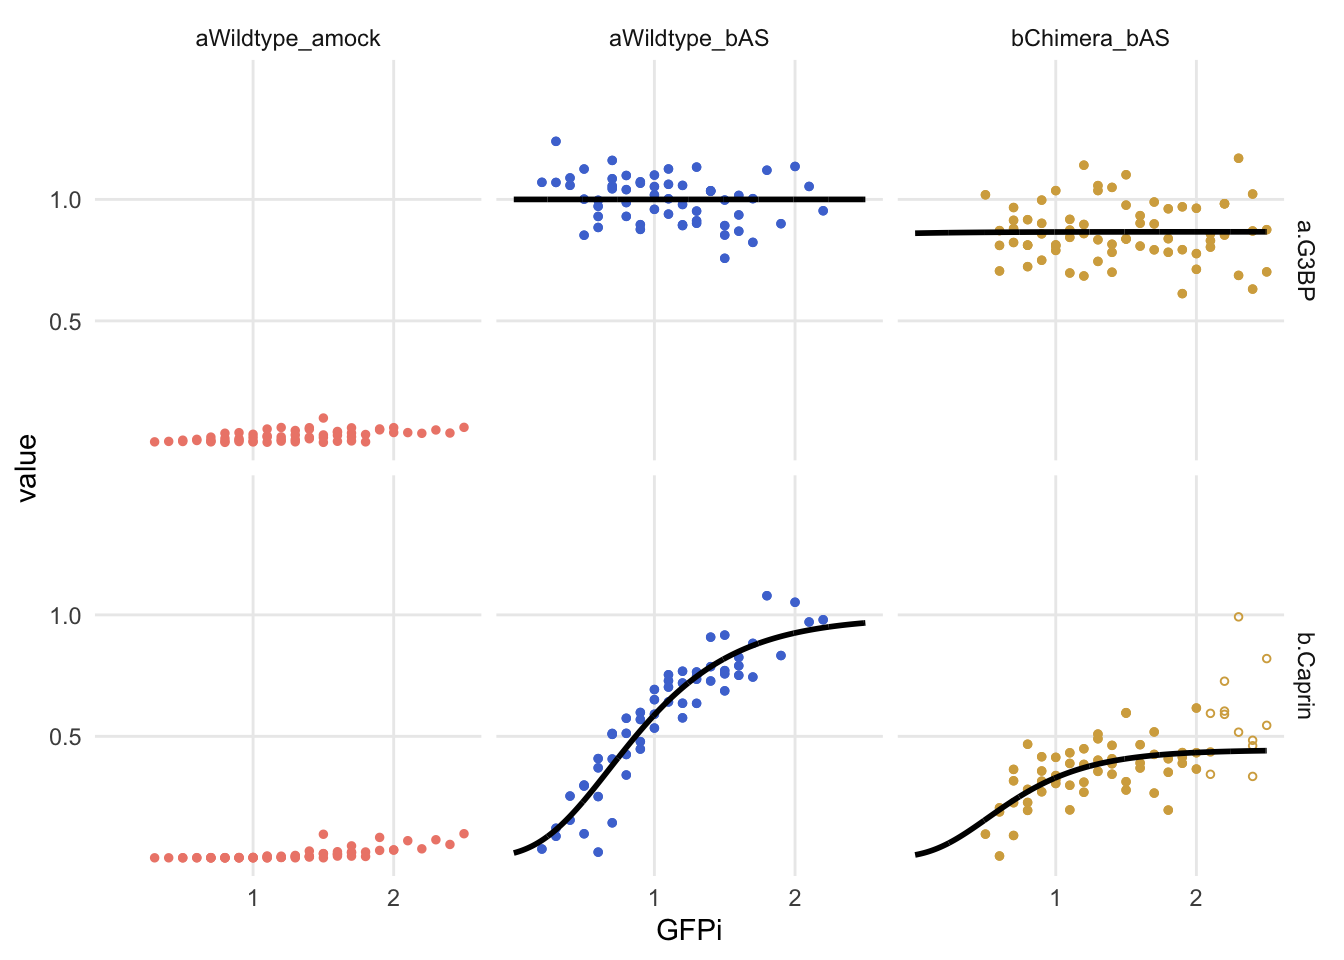 aWildtype_amock aWildtype_bAS bChimera_bAS
1.0
0.5
a.G3BP
value
1.0
0.5
b.Caprin
1 2 1 2 1 2
GFPi